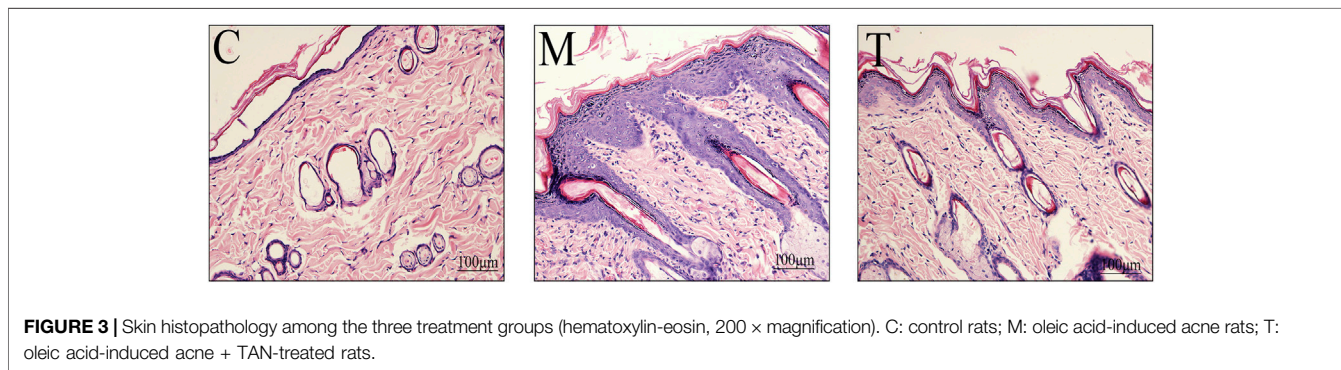 C
M
T
100μm
100μm
100μm
FIGURE 3 | Skin histopathology among the three treatment groups (hematoxylin-eosin, 200 × magnification). C: control rats; M: oleic acid-induced acne rats; T:
oleic acid-induced acne + TAN-treated rats.